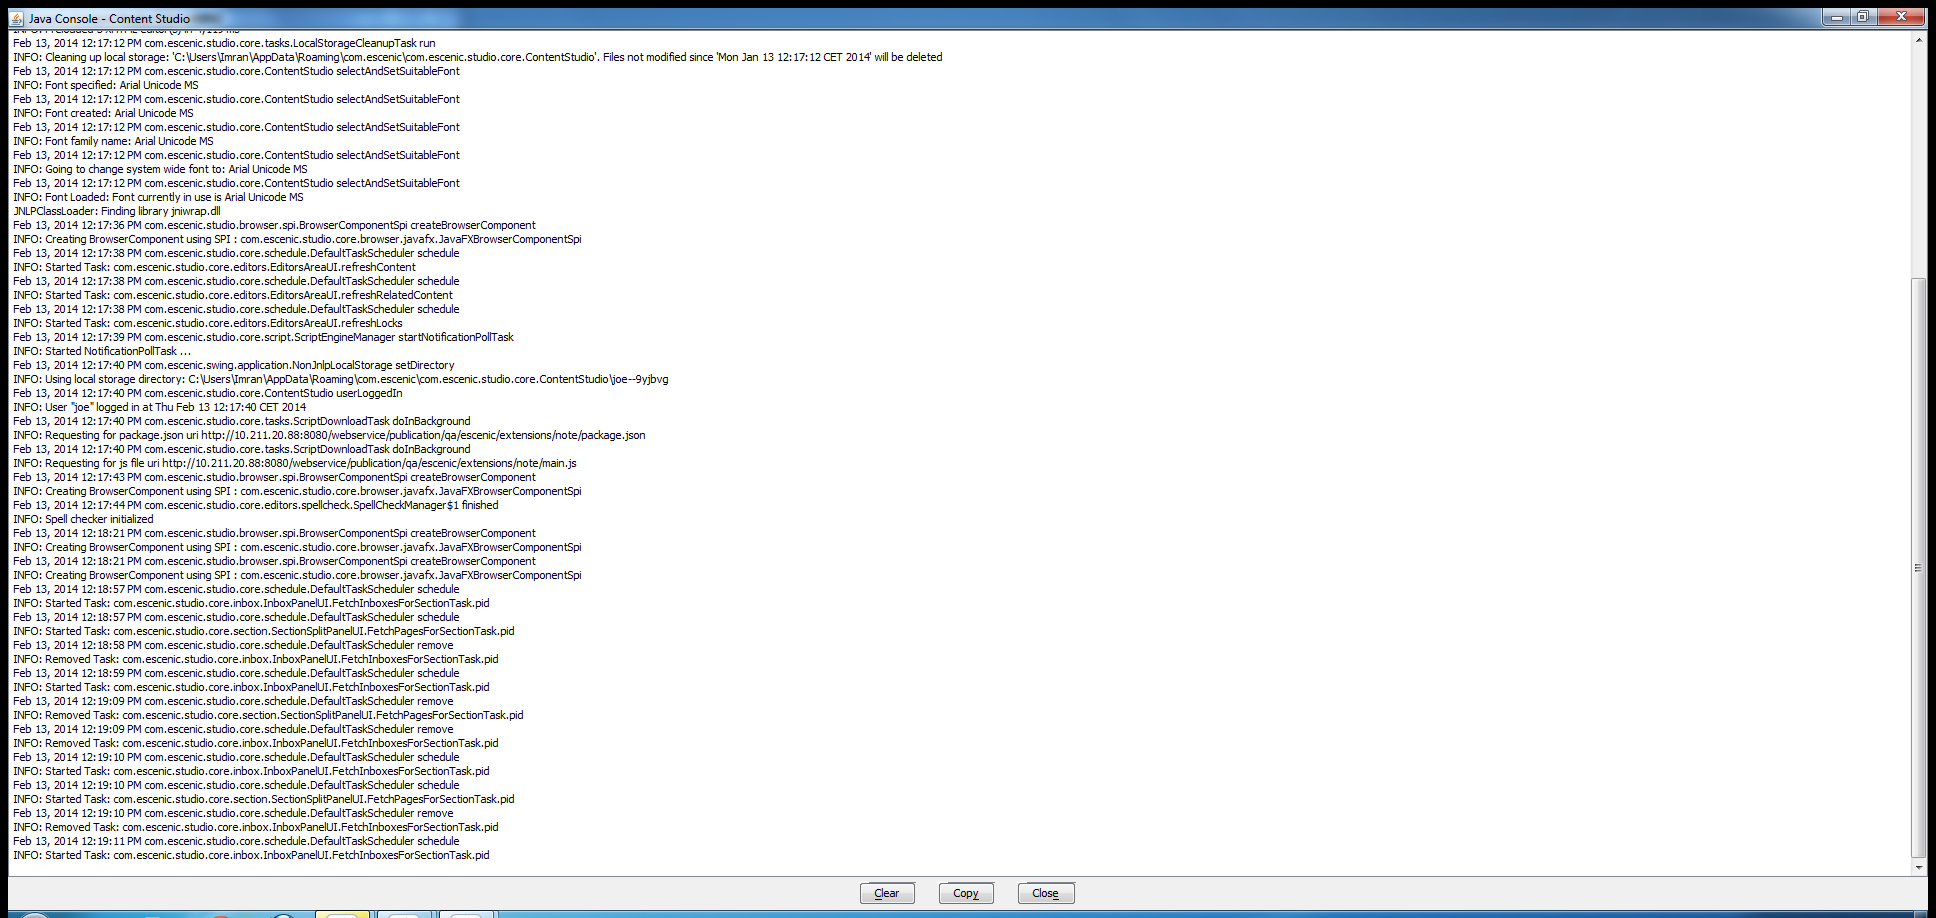 Java Console - Content Studio
Feb 13, 2014 12:17:12 PM com.escenic.studio.core.tasks.LocalStorageCleanupTask run
INFO: Cleaning up local storage: 'C:\Users\Imran\AppData\Roaming\com.escenic\com.escenic.studio.core.ContentStudio'. Files not modified since 'Mon Jan 13 12:17:12 CET 2014' will be deleted
Feb 13, 2014 12:17:12 PM com.escenic.studio.core.ContentStudio selectAndSetSuitableFont
INFO: Font specified: Arial Unicode MS
Feb 13, 2014 12:17:12 PM com.escenic.studio.core.ContentStudio selectAndSetSuitableFont
INFO: Font created: Arial Unicode MS
Feb 13, 2014 12:17:12 PM com.escenic.studio.core.ContentStudio selectAndSetSuitableFont
INFO: Font family name: Arial Unicode MS
Feb 13, 2014 12:17:12 PM com.escenic.studio.core.ContentStudio selectAndSetSuitableFont
INFO: Going to change system wide font to: Arial Unicode MS
Feb 13, 2014 12:17:12 PM com.escenic.studio.core.ContentStudio selectAndSetSuitableFont
INFO: Font Loaded: Font currently in use is Arial Unicode MS
JNLPClassLoader: Finding library jniwrap.dll
Feb 13, 2014 12:17:36 PM com.escenic.studio.browser.spi.BrowserComponentSpi createBrowserComponent
INFO: Creating BrowserComponent using SPI : com.escenic.studio.core.browser.javafx.JavaFXBrowserComponentSpi
Feb 13, 2014 12:17:38 PM com.escenic.studio.core.schedule.DefaultTaskScheduler schedule
INFO: Started Task: com.escenic.studio.core.editors.EditorsAreaUI.refreshContent
Feb 13, 2014 12:17:38 PM com.escenic.studio.core.schedule.DefaultTaskScheduler schedule
INFO: Started Task: com.escenic.studio.core.editors.EditorsAreaUI.refreshRelatedContent
Feb 13, 2014 12:17:38 PM com.escenic.studio.core.schedule.DefaultTaskScheduler schedule
INFO: Started Task: com.escenic.studio.core.editors.EditorsAreaUI.refreshLocks
Feb 13, 2014 12:17:39 PM com.escenic.studio.core.script.ScriptEngineManager startNotificationPollTask
INFO: Started NotificationPollTask ...
Feb 13, 2014 12:17:40 PM com.escenic.swing.application.NonJnlpLocalStorage setDirectory
INFO: Using local storage directory: C:\Users\Imran\AppData\Roaming\com.escenic\com.escenic.studio.core.ContentStudio\joe--9yjbvg
Feb 13, 2014 12:17:40 PM com.escenic.studio.core.ContentStudio userLoggedIn
INFO: User "joe" logged in at Thu Feb 13 12:17:40 CET 2014
Feb 13, 2014 12:17:40 PM com.escenic.studio.core.tasks.ScriptDownloadTask doInBackground
INFO: Requesting for package.json uri http://10.211.20.88:8080/webservice/publication/qa/escenic/extensions/note/package.json
Feb 13, 2014 12:17:40 PM com.escenic.studio.core.tasks.ScriptDownloadTask doInBackground
INFO: Requesting for js file uri http://10.211.20.88:8080/webservice/publication/qa/escenic/extensions/note/main.js
Feb 13, 2014 12:17:43 PM com.escenic.studio.browser.spi.BrowserComponentSpi createBrowserComponent
INFO: Creating BrowserComponent using SPI : com.escenic.studio.core.browser.javafx.JavaFXBrowserComponentSpi
Feb 13, 2014 12:17:44 PM com.escenic.studio.core.editors.spellcheck.SpellCheckManager$1 finished
INFO: Spell checker initialized
Feb 13, 2014 12:18:21 PM com.escenic.studio.browser.spi.BrowserComponentSpi createBrowserComponent
INFO: Creating BrowserComponent using SPI : com.escenic.studio.core.browser.javafx.JavaFXBrowserComponentSpi
Feb 13, 2014 12:18:21 PM com.escenic.studio.browser.spi.BrowserComponentSpi createBrowserComponent
INFO: Creating BrowserComponent using SPI : com.escenic.studio.core.browser.javafx.JavaFXBrowserComponentSpi
Feb 13, 2014 12:18:57 PM com.escenic.studio.core.schedule.DefaultTaskScheduler schedule
INFO: Started Task: com.escenic.studio.core.inbox.InboxPanelUI.FetchInboxesForSectionTask.pid
Feb 13, 2014 12:18:57 PM com.escenic.studio.core.schedule.DefaultTaskScheduler schedule
INFO: Started Task: com.escenic.studio.core.section.SectionSplitPanelUI.FetchPagesForSectionTask.pid
Feb 13, 2014 12:18:58 PM com.escenic.studio.core.schedule.DefaultTaskScheduler remove
INFO: Removed Task: com.escenic.studio.core.inbox.InboxPanelUI.FetchInboxesForSectionTask.pid
Feb 13, 2014 12:18:59 PM com.escenic.studio.core.schedule.DefaultTaskScheduler schedule
INFO: Started Task: com.escenic.studio.core.inbox.InboxPanelUI.FetchInboxesForSectionTask.pid
Feb 13, 2014 12:19:09 PM com.escenic.studio.core.schedule.DefaultTaskScheduler remove
INFO: Removed Task: com.escenic.studio.core.section.SectionSplitPanelUI.FetchPagesForSectionTask.pid
Feb 13, 2014 12:19:09 PM com.escenic.studio.core.schedule.DefaultTaskScheduler remove
INFO: Removed Task: com.escenic.studio.core.inbox.InboxPanelUI.FetchInboxesForSectionTask.pid
Feb 13, 2014 12:19:10 PM com.escenic.studio.core.schedule.DefaultTaskScheduler schedule
INFO: Started Task: com.escenic.studio.core.inbox.InboxPanelUI.FetchInboxesForSectionTask.pid
Feb 13, 2014 12:19:10 PM com.escenic.studio.core.schedule.DefaultTaskScheduler schedule
INFO: Started Task: com.escenic.studio.core.section.SectionSplitPanelUI.FetchPagesForSectionTask.pid
Feb 13, 2014 12:19:10 PM com.escenic.studio.core.schedule.DefaultTaskScheduler remove
INFO: Removed Task: com.escenic.studio.core.inbox.InboxPanelUI.FetchInboxesForSectionTask.pid
Feb 13, 2014 12:19:11 PM com.escenic.studio.core.schedule.DefaultTaskScheduler schedule
INFO: Started Task: com.escenic.studio.core.inbox.InboxPanelUI.FetchInboxesForSectionTask.pid
Clear Copy Close